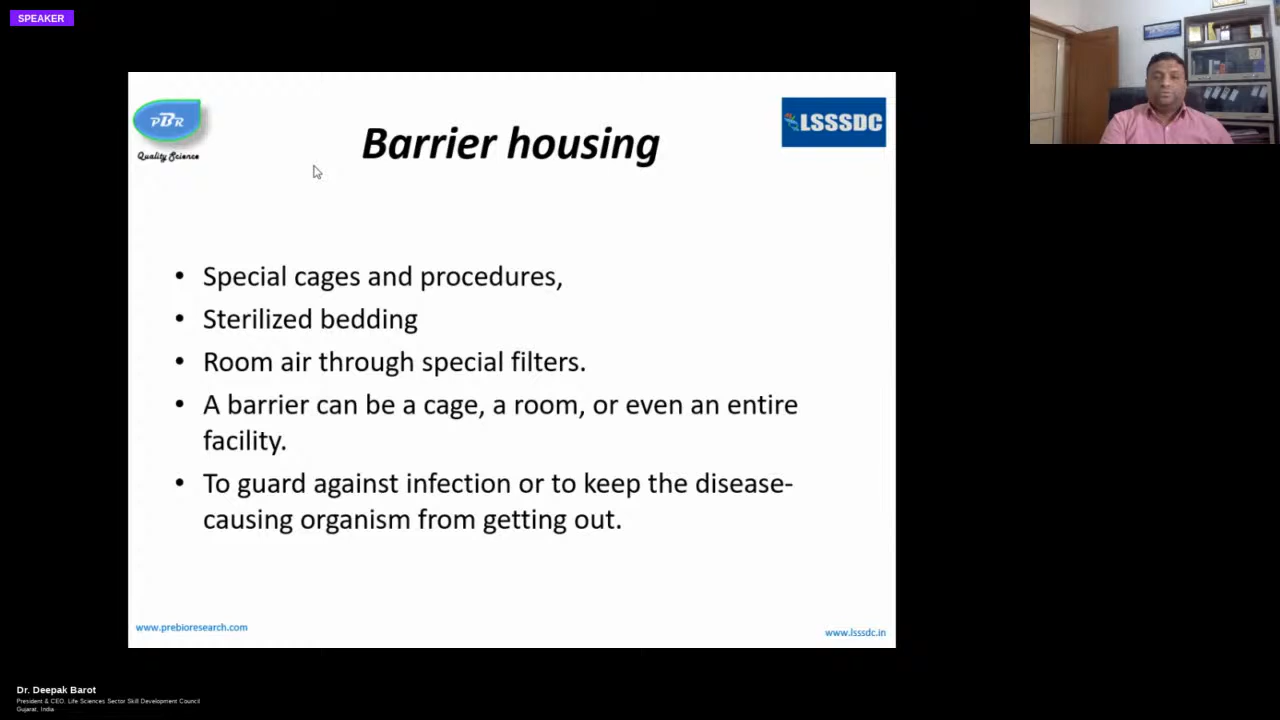 SPEAKER
PBR
Quality Science
Barrier housing
LSSSDC
• Special cages and procedures,
• Sterilized bedding
• Room air through special filters.
• A barrier can be a cage, a room, or even an entire
facility.
• To guard against infection or to keep the disease-
causing organism from getting out.
www.prebioresearch.com
www.lsssdc.in
Dr. Deepak Barot
President & CEO, Life Sciences Sector Skill Development Council
Gujarat, India